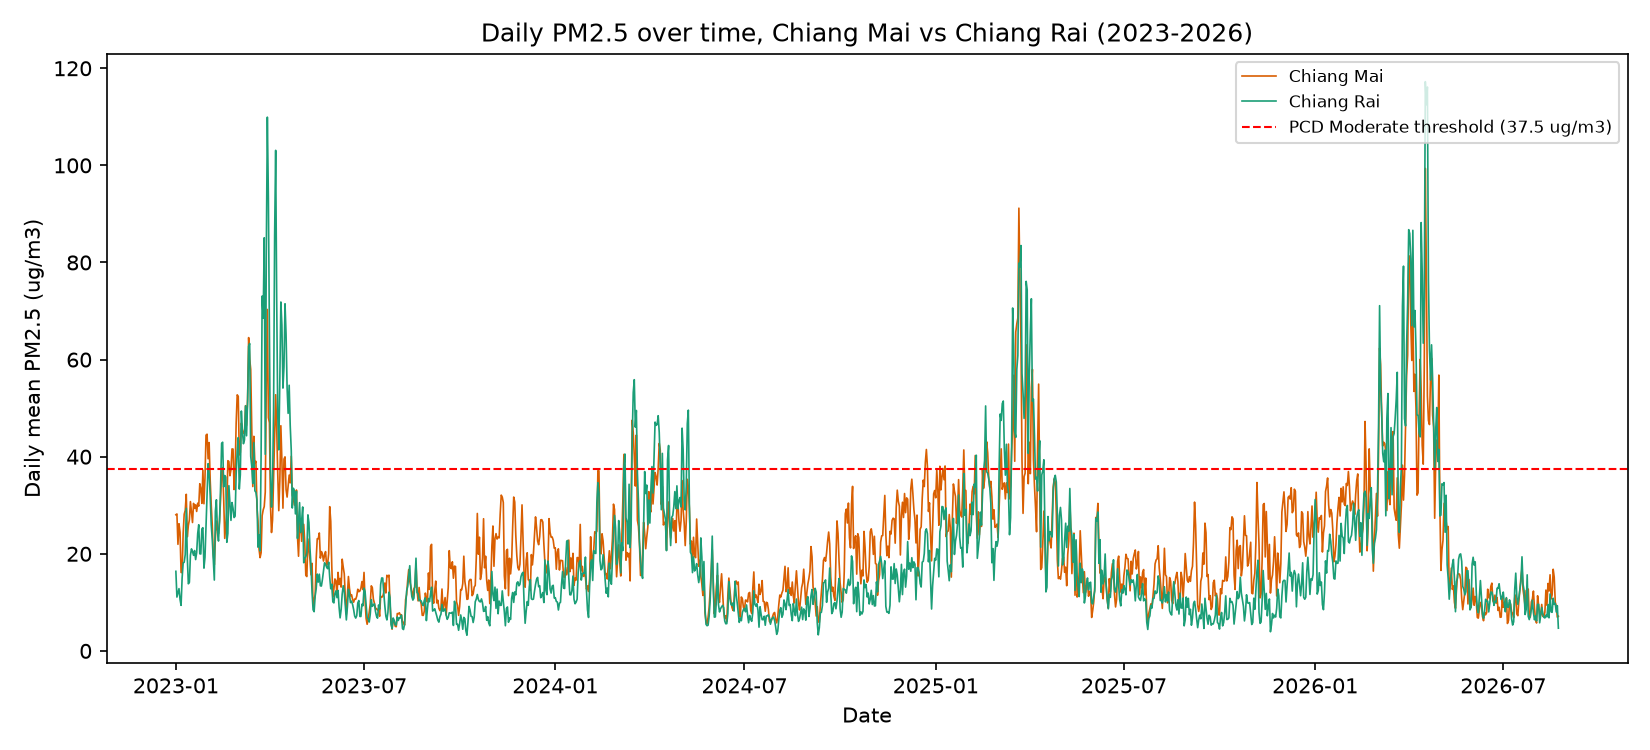 Daily PM2.5 over time, Chiang Mai vs Chiang Rai (2023-2026)
Chiang Mai
Chiang Rai
PCD Moderate threshold (37.5 ug/m3)
Daily mean PM2.5 (ug/m3)
120
100
80
60
40
20
0
2023-01 2023-07 2024-01 2024-07 2025-01 2025-07 2026-01 2026-07
Date